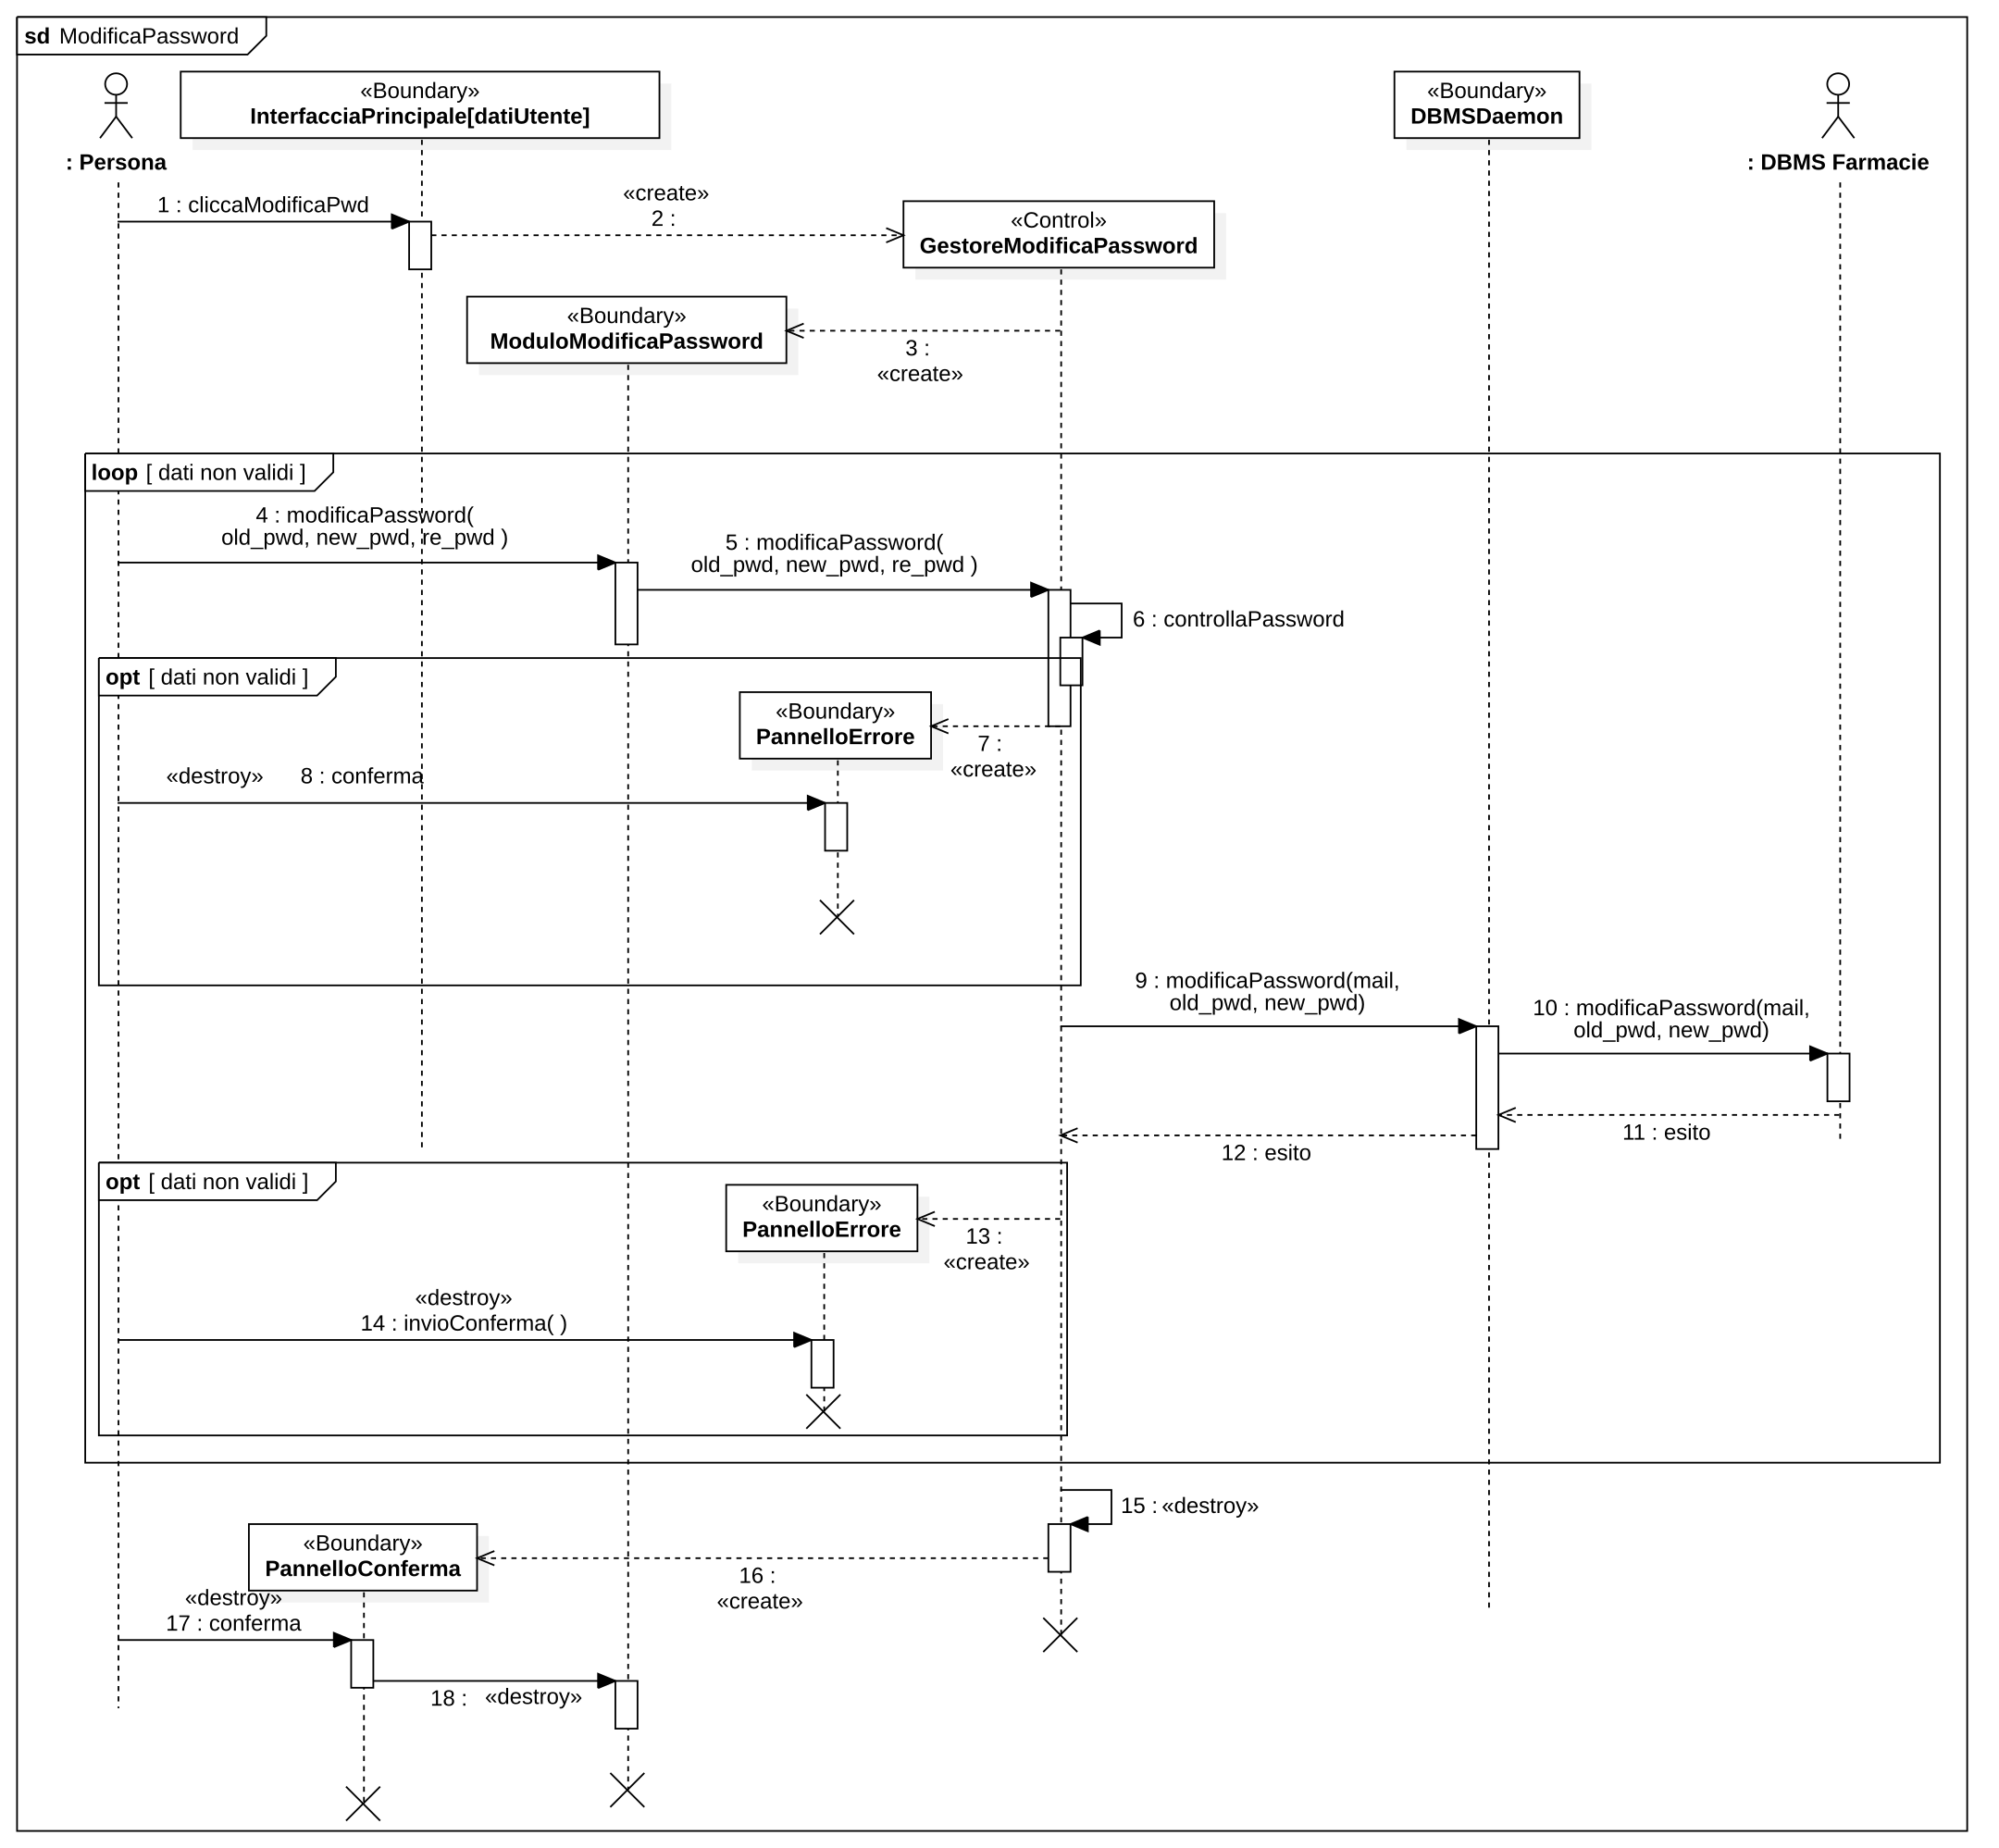 sd ModificaPassword
«Boundary»
InterfacciaPrincipale[datiUtente]
«Boundary»
DBMSDaemon
: Persona
: DBMS Farmacie
1 : cliccaModificaPwd
«create»
2 :
«Control»
GestoreModificaPassword
«Boundary»
ModuloModificaPassword
3 :
«create»
loop [ dati non validi ]
4 : modificaPassword(
old_pwd, new_pwd, re_pwd )
5 : modificaPassword(
old_pwd, new_pwd, re_pwd )
6 : controllaPassword
opt [ dati non validi ]
«Boundary»
PannelloErrore
7 :
«create»
«destroy» 8 : conferma
9 : modificaPassword(mail,
old_pwd, new_pwd)
10 : modificaPassword(mail,
old_pwd, new_pwd)
11 : esito
12 : esito
opt [ dati non validi ]
«Boundary»
PannelloErrore
13 :
«create»
«destroy»
14 : invioConferma( )
15 : «destroy»
«Boundary»
PannelloConferma
16 :
«create»
«destroy»
17 : conferma
18 : «destroy»